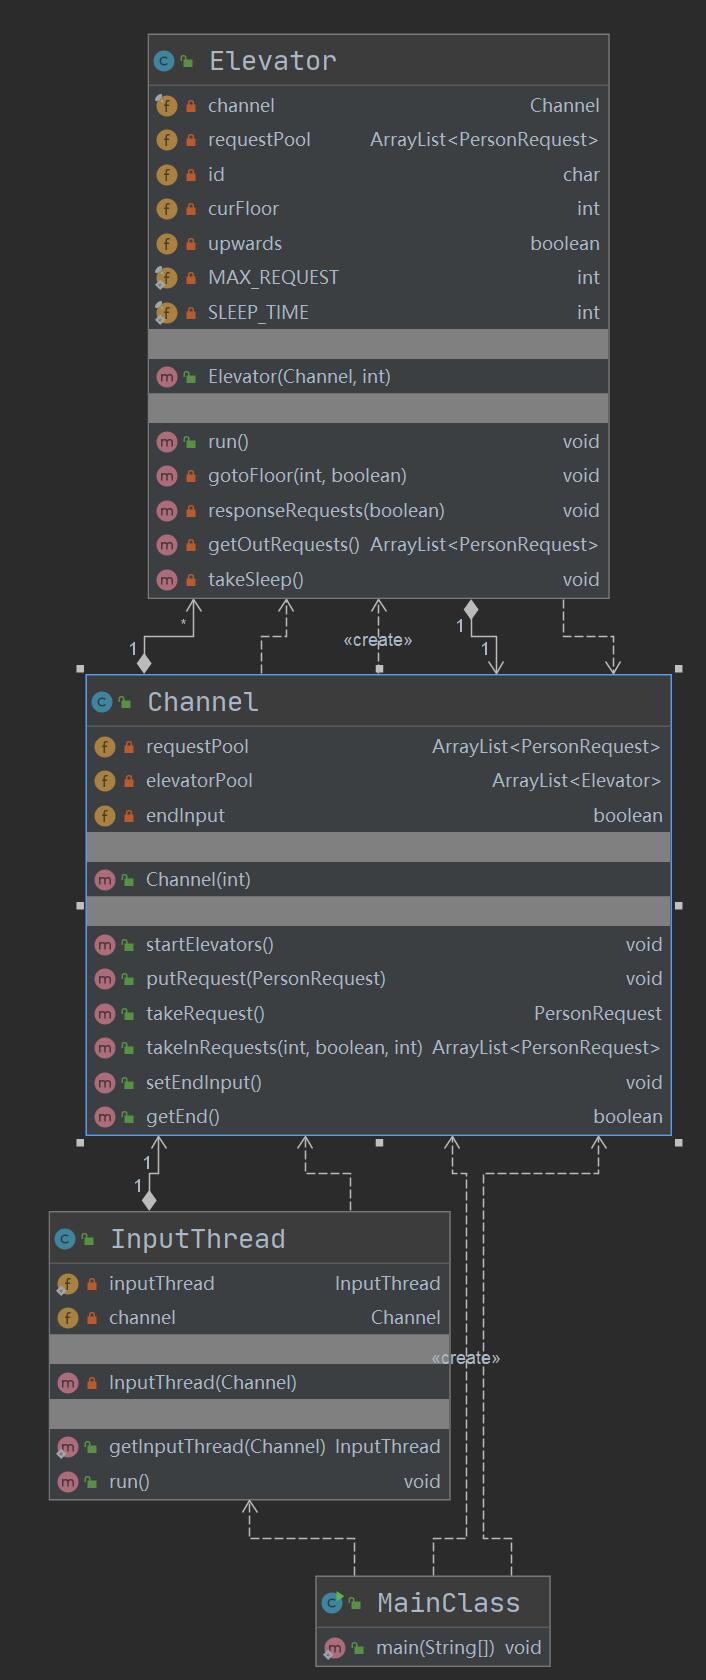 Elevator
channel Channel
requestPool ArrayList<PersonRequest>
id char
curFloor int
upwards boolean
MAX_REQUEST int
SLEEP_TIME int
Elevator(Channel, int)
run() void
gotoFloor(int, boolean) void
responseRequests(boolean) void
getOutRequests() ArrayList<PersonRequest>
takeSleep() void
* 1 «create» 1 1
Channel
requestPool ArrayList<PersonRequest>
elevatorPool ArrayList<Elevator>
endInput boolean
Channel(int)
startElevators() void
putRequest(PersonRequest) void
takeRequest() PersonRequest
takeInRequests(int, boolean, int) ArrayList<PersonRequest>
setEndInput() void
getEnd() boolean
1
1
InputThread
inputThread InputThread
channel Channel
«create»
InputThread(Channel)
getInputThread(Channel) InputThread
run() void
MainClass
main(String[]) void